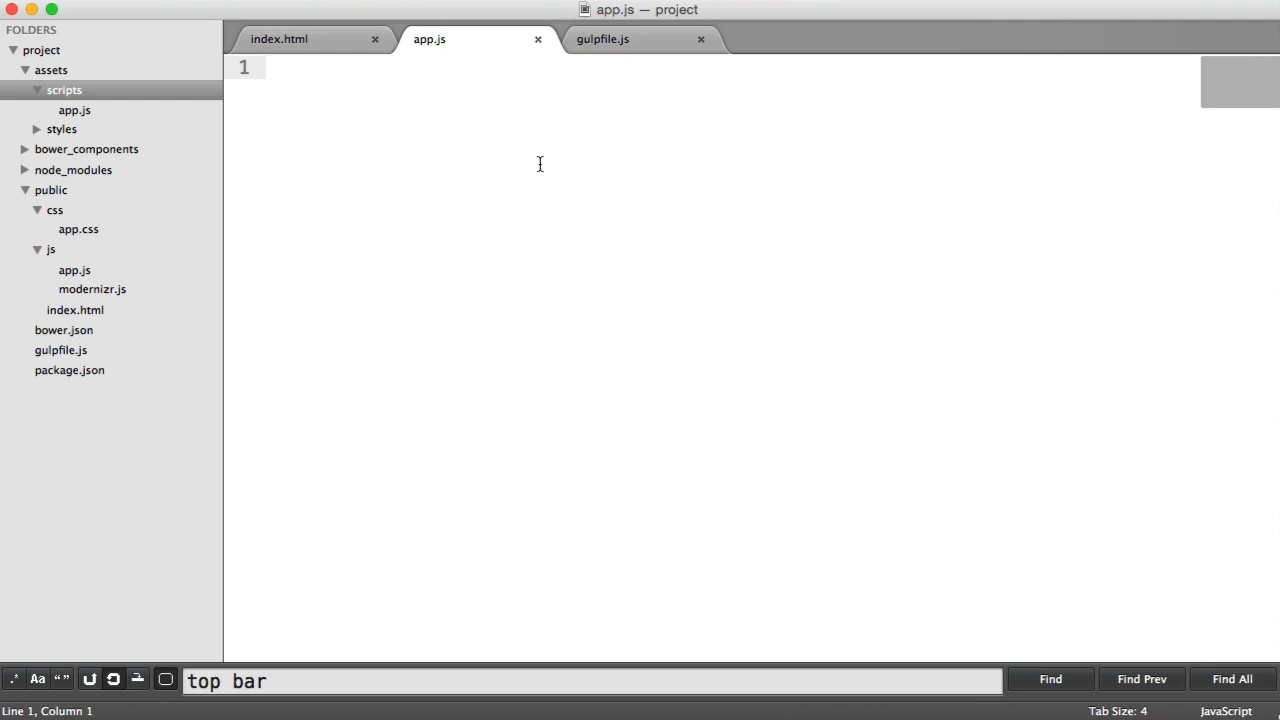 app.js — project
FOLDERS
project
assets
scripts
app.js
styles
bower_components
node_modules
public
css
app.css
js
app.js
modernizr.js
index.html
bower.json
gulpfile.js
package.json
index.html × app.js × gulpfile.js ×
1
.* Aa “” top bar Find Find Prev Find All
Line 1, Column 1 Tab Size: 4 JavaScript